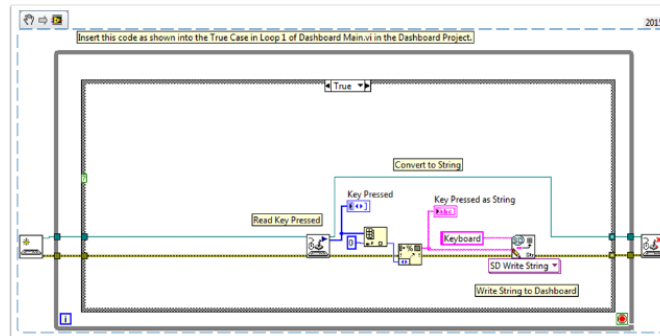 2015
Insert this code as shown into the True Case in Loop 1 of Dashboard Main.vi in the Dashboard Project.
True
Convert to String
Key Pressed
Key Pressed as String
Read Key Pressed
abc
0
Keyboard
SD Write String
Write String to Dashboard
i